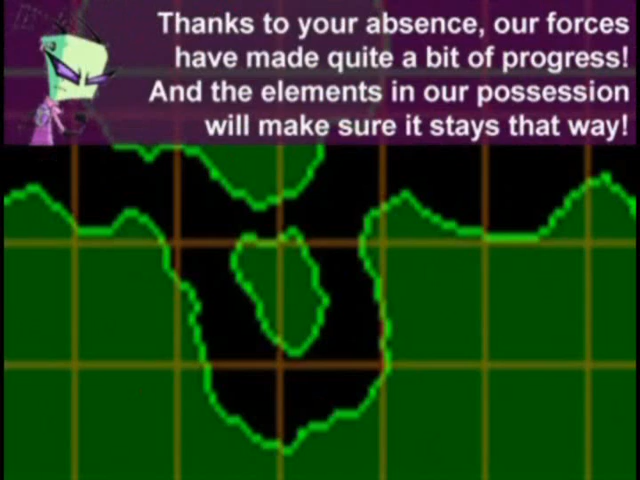 Thanks to your absence, our forces
have made quite a bit of progress!
And the elements in our possession
will make sure it stays that way!